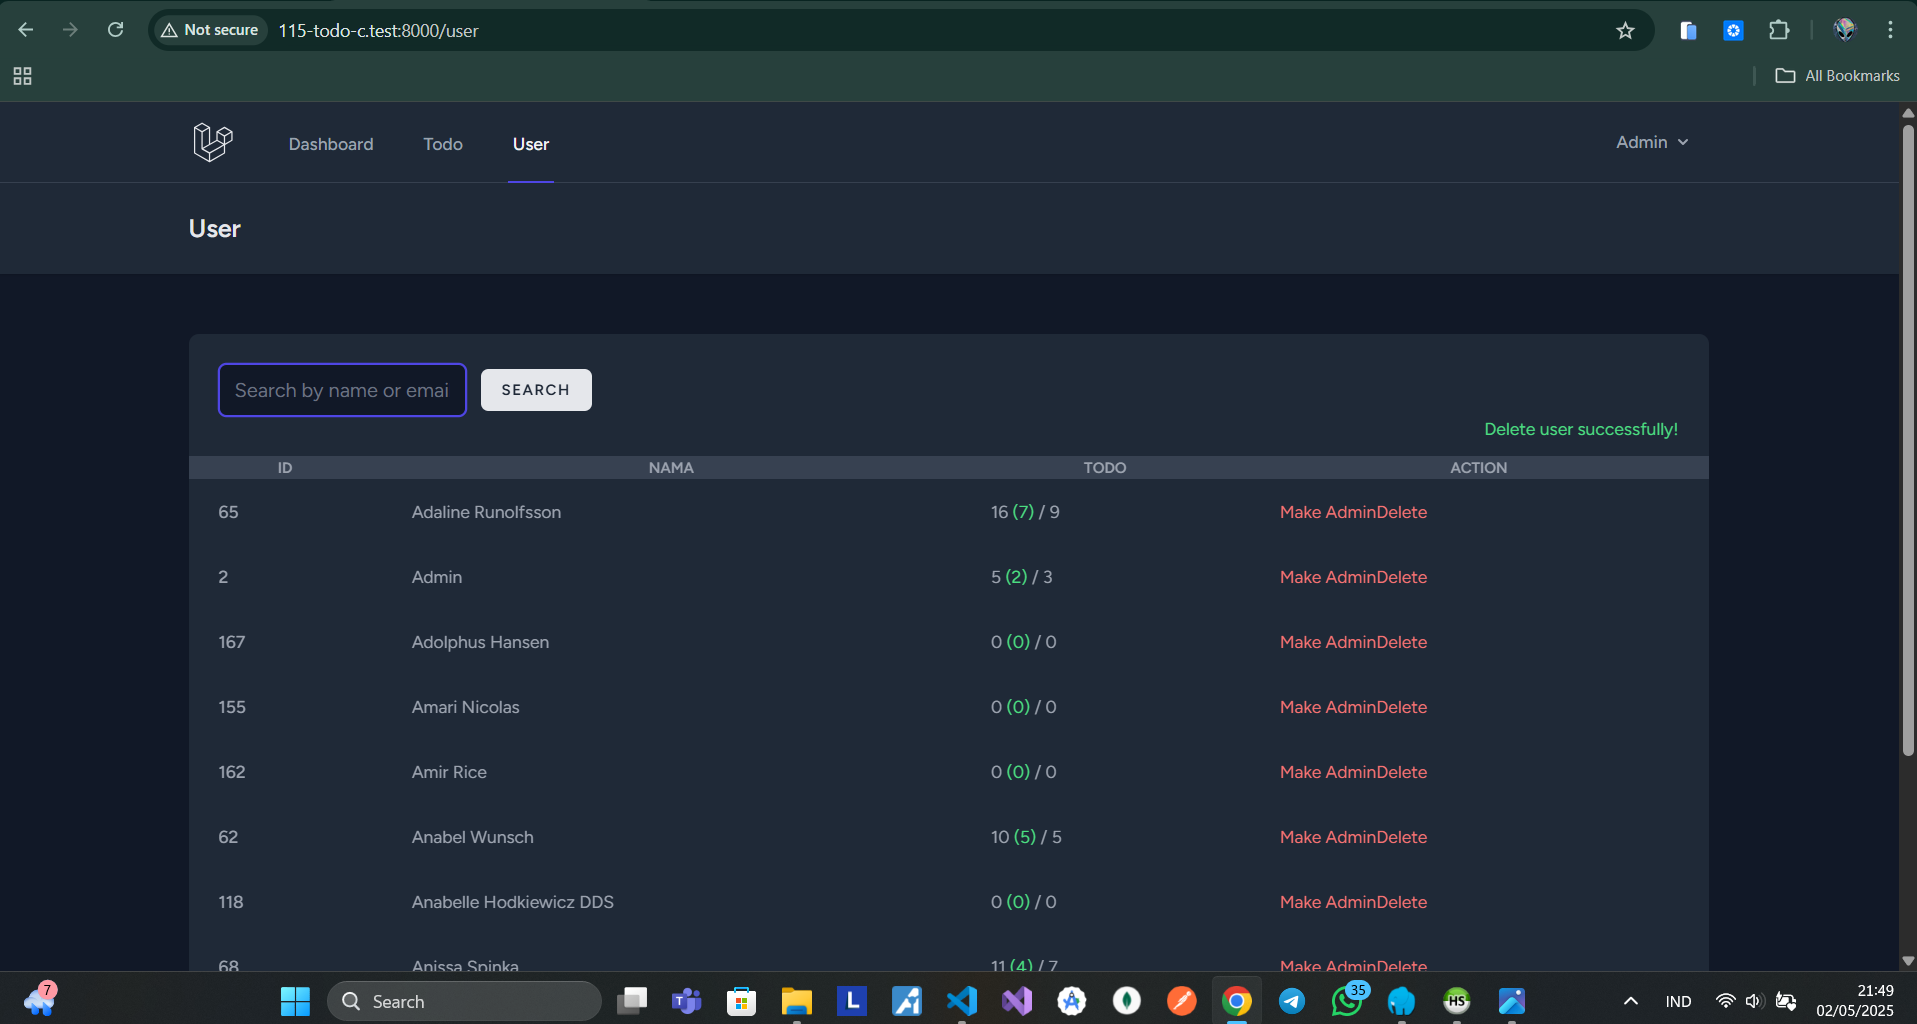 Not secure 115-todo-c.test:8000/user
All Bookmarks
Dashboard Todo User Admin
User
Search by name or emai SEARCH
Delete user successfully!
ID NAMA TODO ACTION
65 Adaline Runolfsson 16 (7) / 9 Make AdminDelete
2 Admin 5 (2) / 3 Make AdminDelete
167 Adolphus Hansen 0 (0) / 0 Make AdminDelete
155 Amari Nicolas 0 (0) / 0 Make AdminDelete
162 Amir Rice 0 (0) / 0 Make AdminDelete
62 Anabel Wunsch 10 (5) / 5 Make AdminDelete
118 Anabelle Hodkiewicz DDS 0 (0) / 0 Make AdminDelete
68 Anissa Spinka 11 (4) / 7 Make AdminDelete
7 Search T L HS 35 IND 21:49
02/05/2025